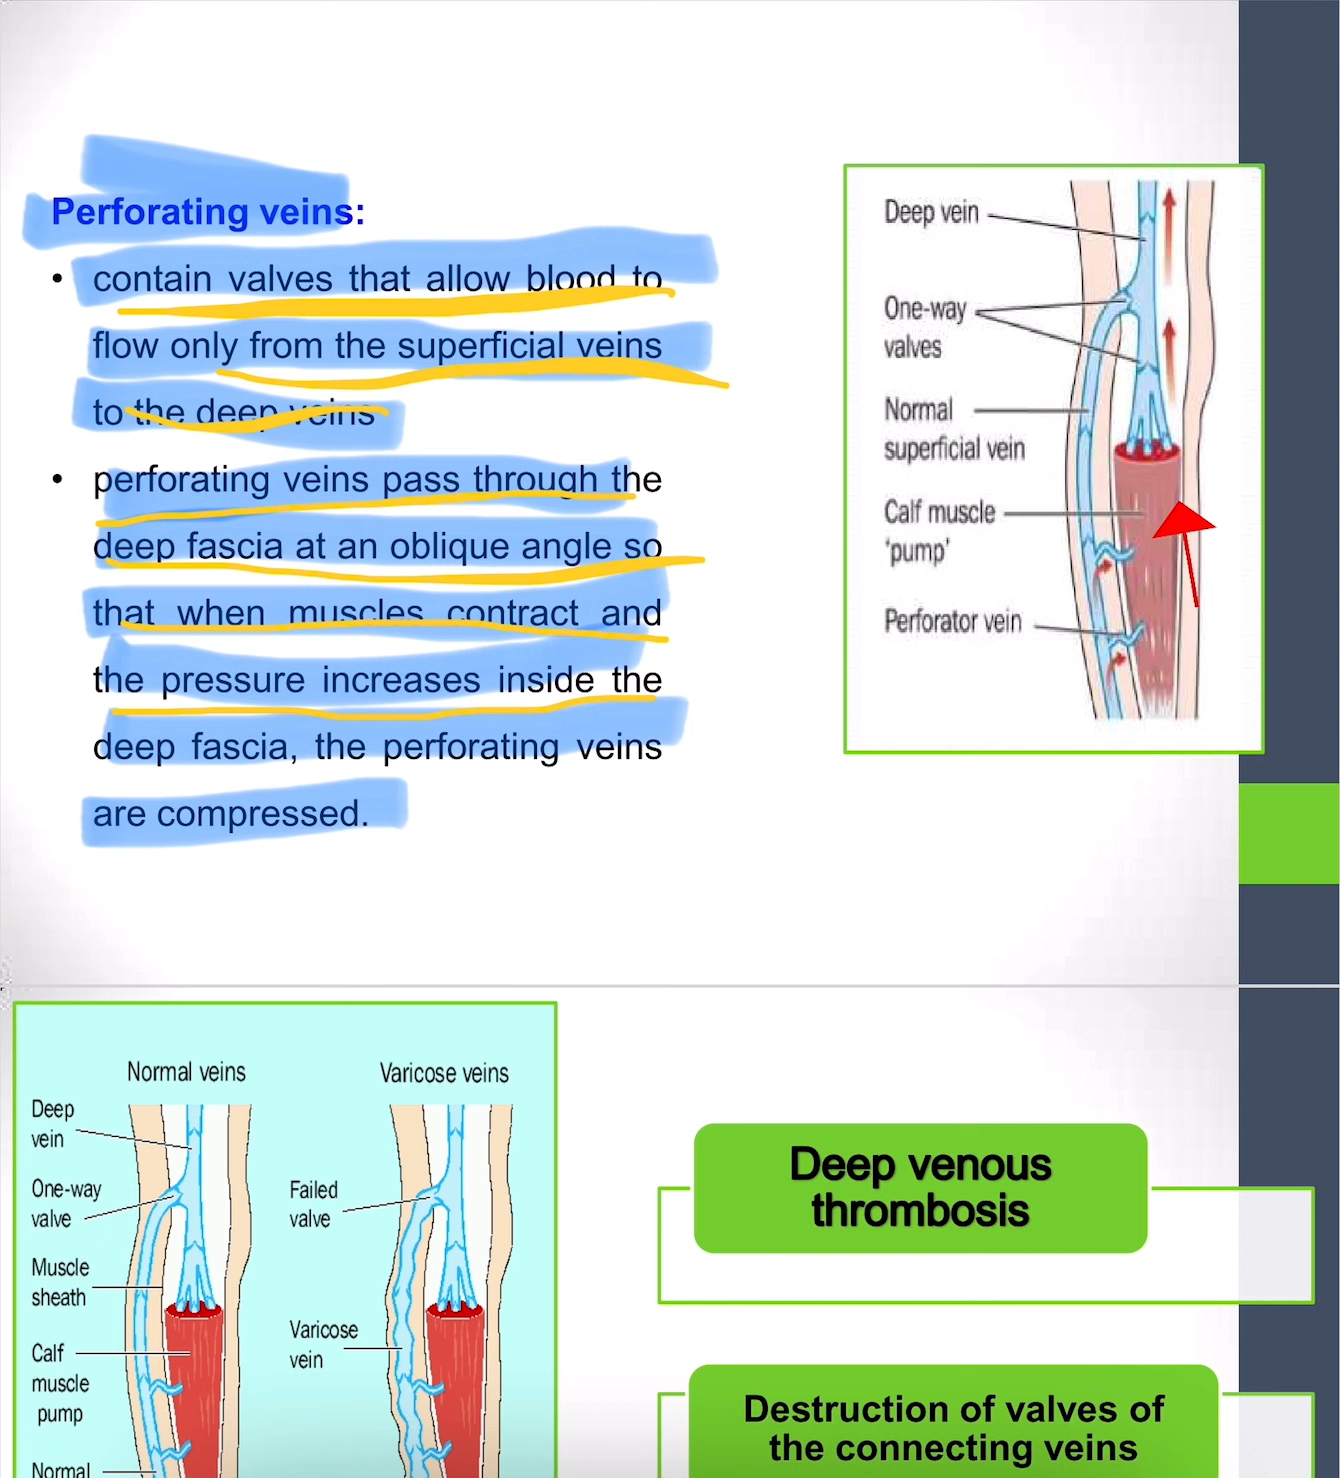 Perforating veins:
• contain valves that allow blood to
flow only from the superficial veins
to the deep veins
• perforating veins pass through the
deep fascia at an oblique angle so
that when muscles contract and
the pressure increases inside the
deep fascia, the perforating veins
are compressed.
Deep vein
One-way
valves
Normal
superficial vein
Calf muscle
'pump'
Perforator vein
Normal veins
Deep
vein
One-way
valve
Muscle
sheath
Calf
muscle
pump
Normal
Varicose veins
Failed
valve
Varicose
vein
Deep venous
thrombosis
Destruction of valves of
the connecting veins